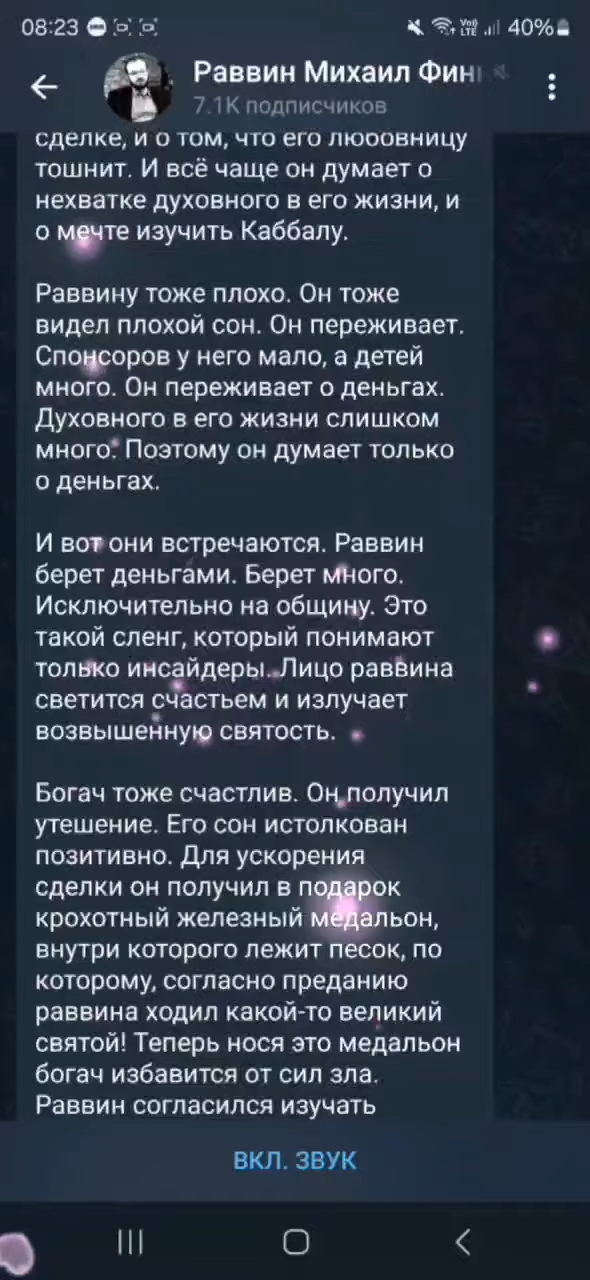 08:23
Vo))
LTE
40%
Раввин Михаил Фин
7.1K подписчиков
сделке, и о том, что его любовницу
тошнит. И всё чаще он думает о
нехватке духовного в его жизни, и
о мечте изучить Каббалу.
Раввину тоже плохо. Он тоже
видел плохой сон. Он переживает.
Спонсоров у него мало, а детей
много. Он переживает о деньгах.
Духовного в его жизни слишком
много. Поэтому он думает только
о деньгах.
И вот они встречаются. Раввин
берет деньгами. Берет много.
Исключительно на общину. Это
такой сленг, который понимают
только инсайдеры. Лицо раввина
светится счастьем и излучает
возвышенную святость.
Богач тоже счастлив. Он получил
утешение. Его сон истолкован
позитивно. Для ускорения
сделки он получил в подарок
крохотный железный медальон,
внутри которого лежит песок, по
которому, согласно преданию
раввина ходил какой-то великий
святой! Теперь нося это медальон
богач избавится от сил зла.
Раввин согласился изучать
ВКЛ. ЗВУК